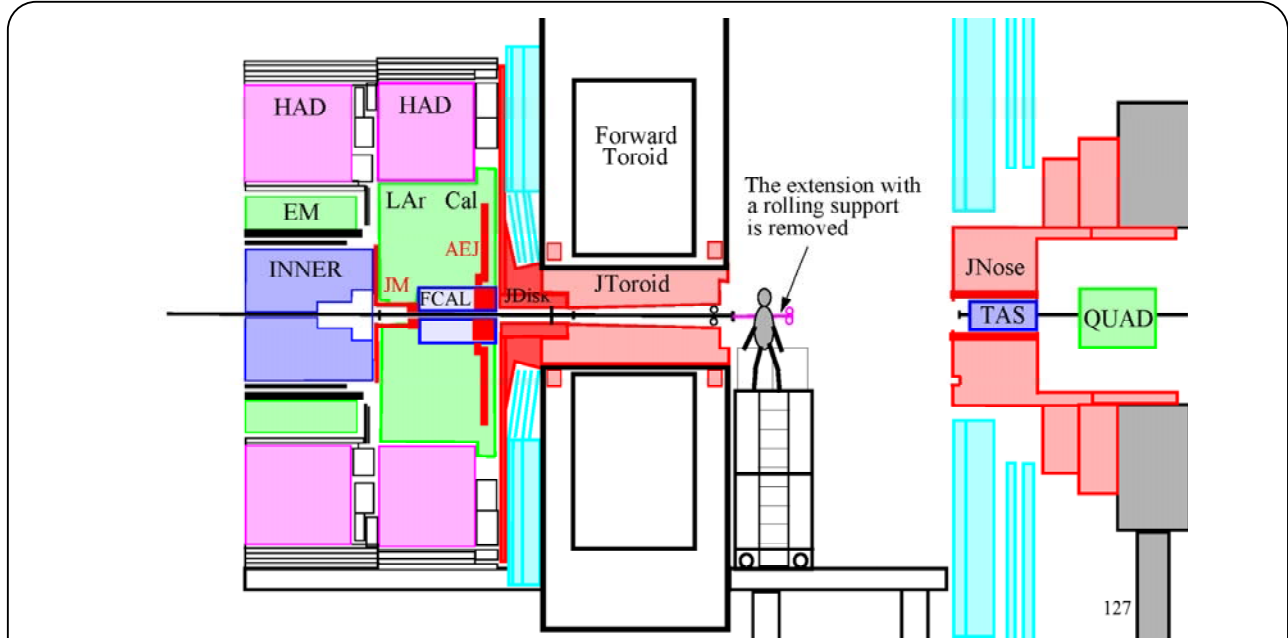 HAD
HAD
Forward
Toroid
The extension with
a rolling support
is removed
LAr Cal
EM
AEJ
INNER
JM
FCAL
JDisk
JToroid
JNose
TAS
QUAD
127